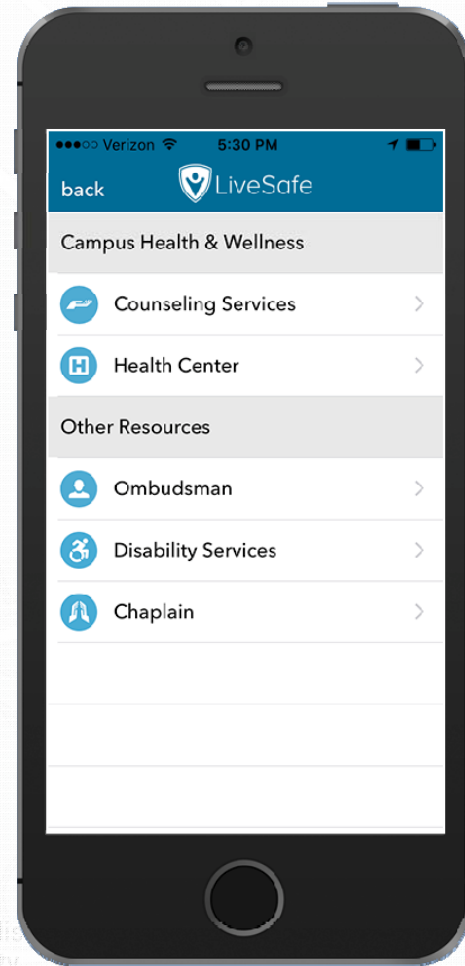 Verizon 5:30 PM
back LiveSafe
Campus Health & Wellness
Counseling Services
H Health Center
Other Resources
Ombudsman
Disability Services
Chaplain